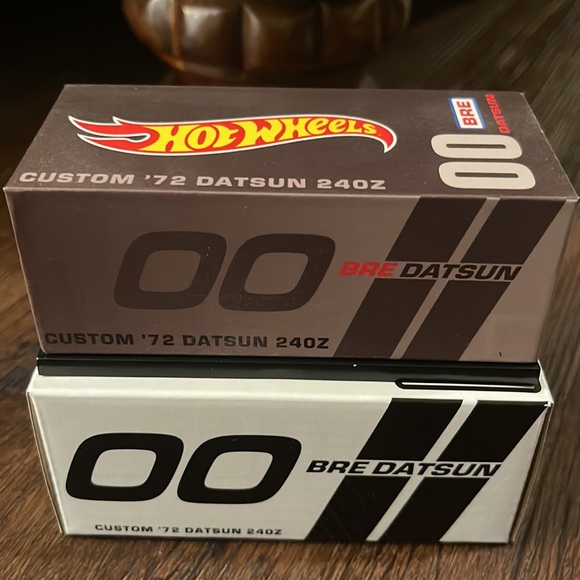 HOT WHEELS
CUSTOM '72 DATSUN 240Z
00
BRE
DATSUN
00
BRE DATSUN
CUSTOM '72 DATSUN 240Z
00
BRE DATSUN
CUSTOM '72 DATSUN 240Z